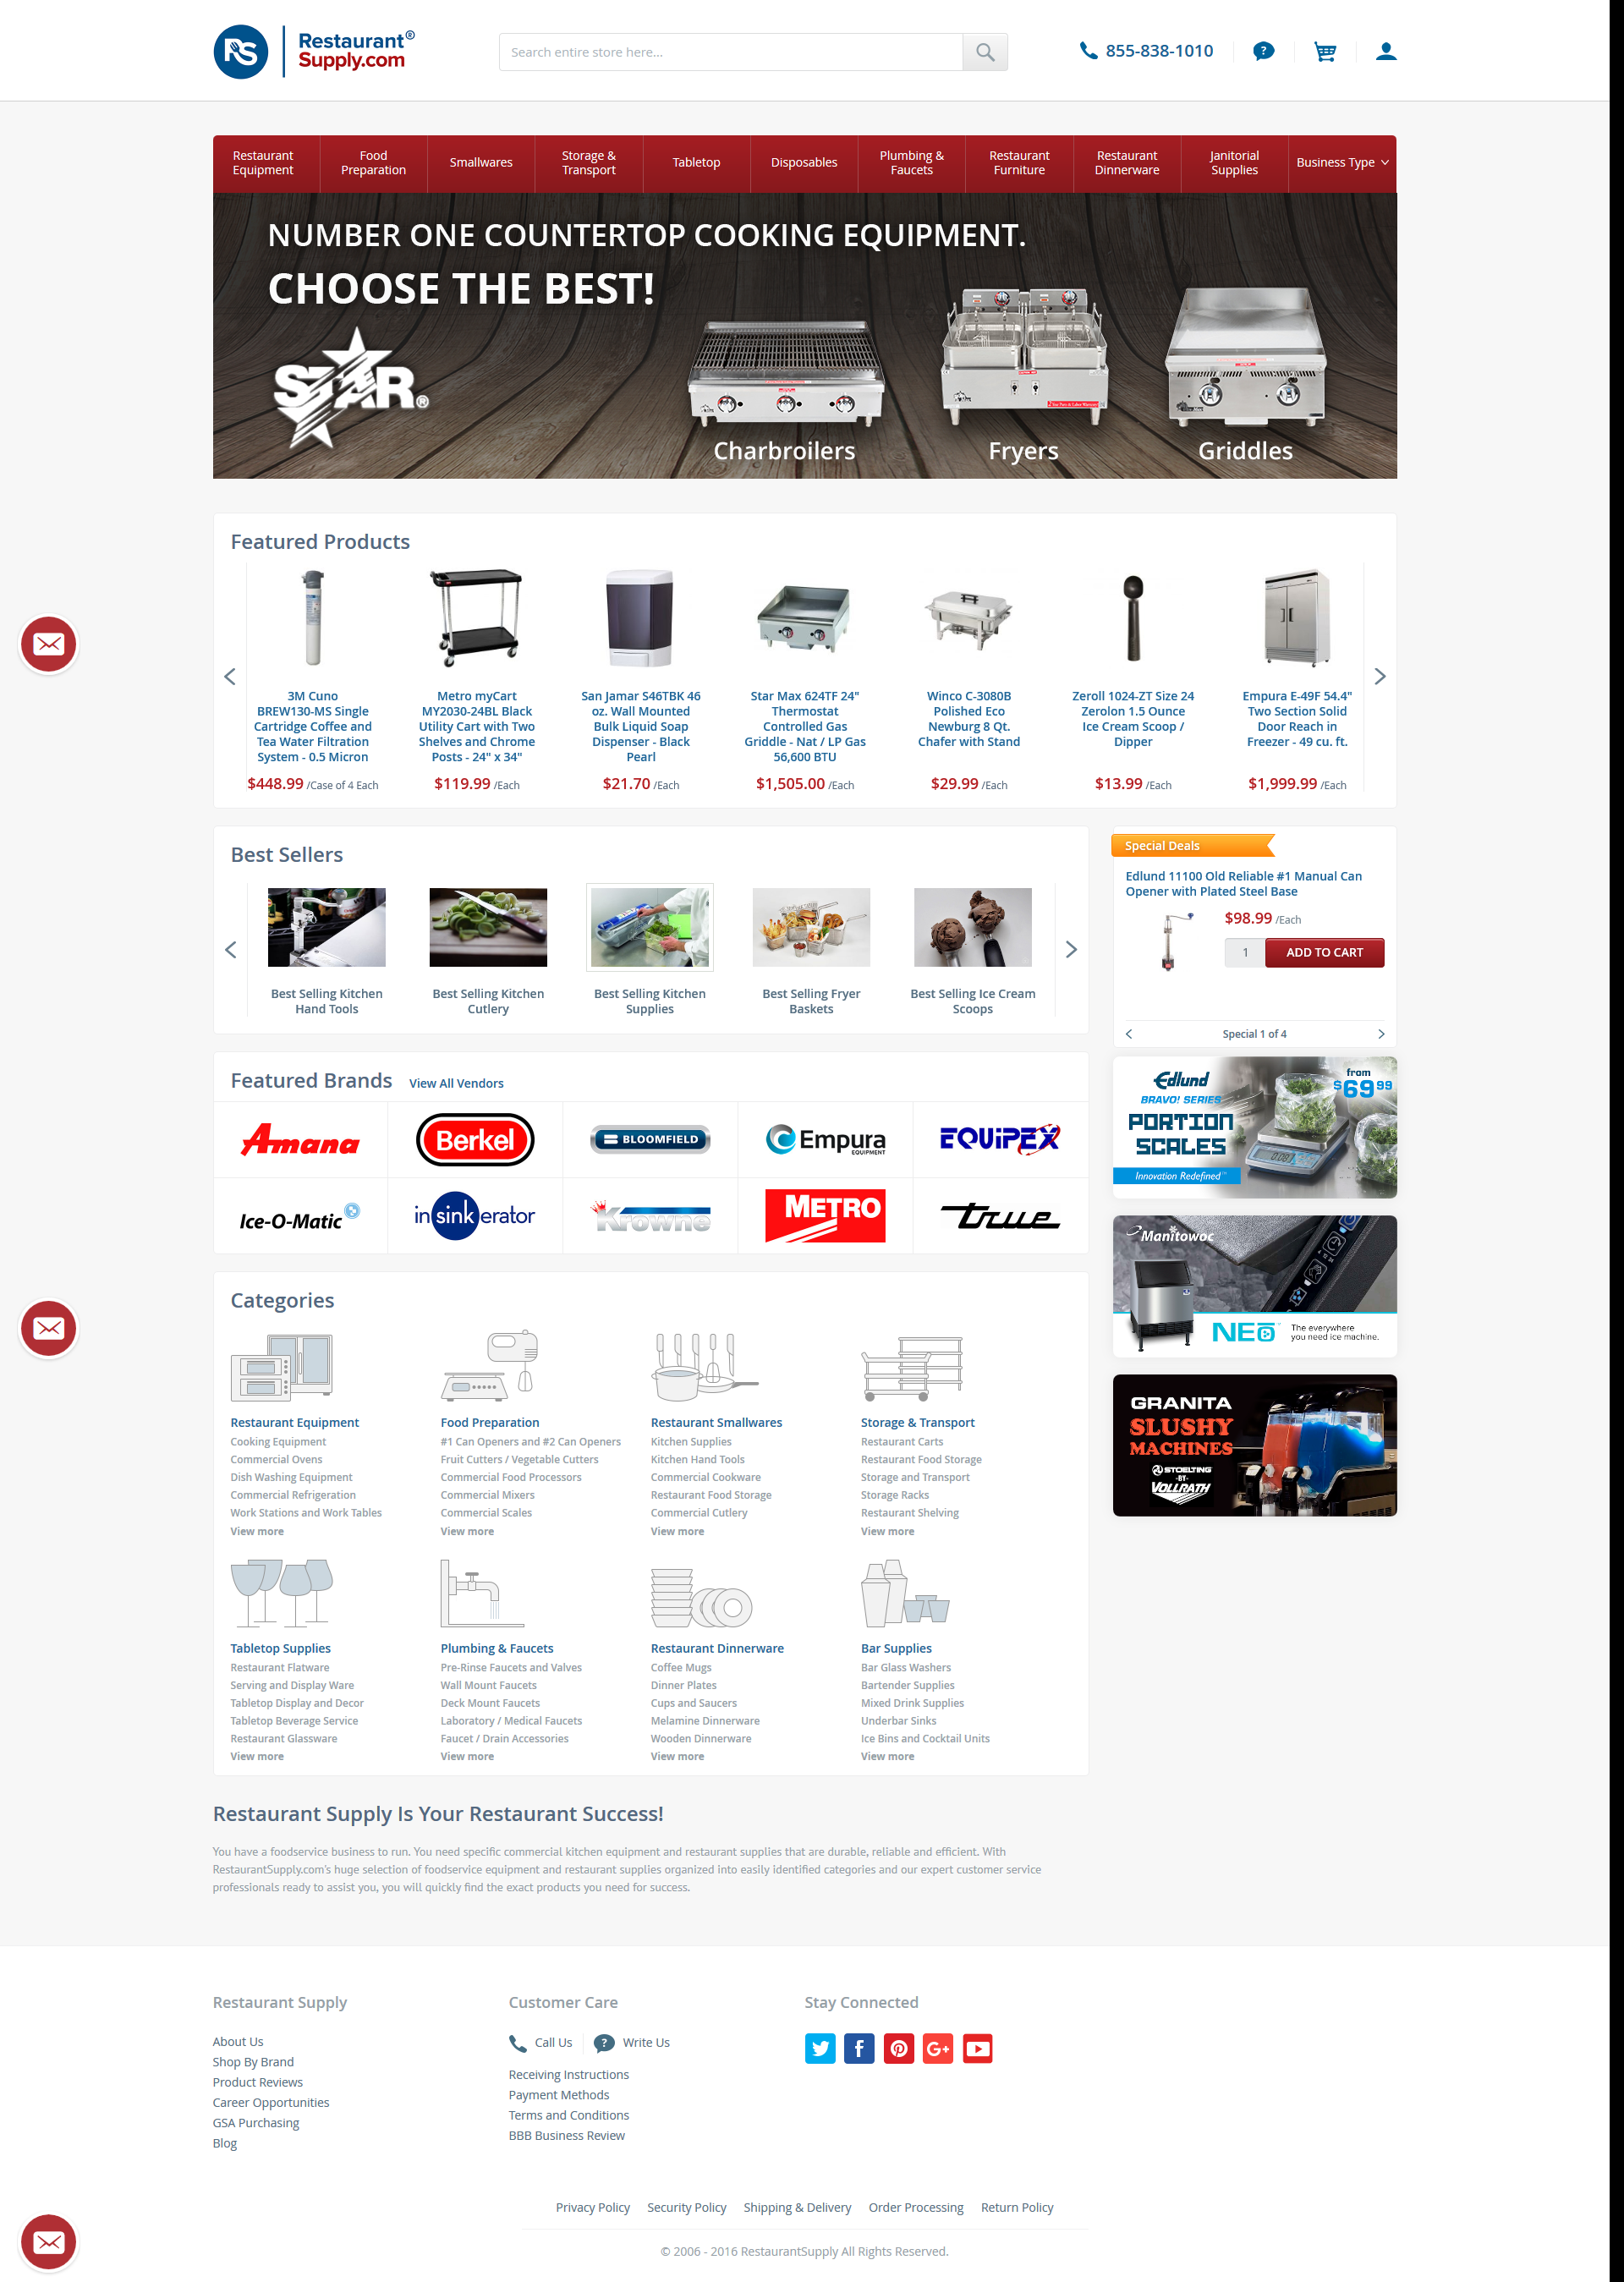 RS
Restaurant®
Supply.com
Search entire store here...
855-838-1010
?
Restaurant
Equipment
Food
Preparation
Smallwares
Storage &
Transport
Tabletop
Disposables
Plumbing &
Faucets
Restaurant
Furniture
Restaurant
Dinnerware
Janitorial
Supplies
Business Type
NUMBER ONE COUNTERTOP COOKING EQUIPMENT.
CHOOSE THE BEST!
STAR®
Charbroilers
Fryers
Griddles
Featured Products
3M Cuno
BREW130-MS Single
Cartridge Coffee and
Tea Water Filtration
System - 0.5 Micron
$448.99 /Case of 4 Each
Metro myCart
MY2030-24BL Black
Utility Cart with Two
Shelves and Chrome
Posts - 24" x 34"
$119.99 /Each
San Jamar S46TBK 46
oz. Wall Mounted
Bulk Liquid Soap
Dispenser - Black
Pearl
$21.70 /Each
Star Max 624TF 24"
Thermostat
Controlled Gas
Griddle - Nat / LP Gas
56,600 BTU
$1,505.00 /Each
Winco C-3080B
Polished Eco
Newburg 8 Qt.
Chafer with Stand
$29.99 /Each
Zeroll 1024-ZT Size 24
Zerolon 1.5 Ounce
Ice Cream Scoop /
Dipper
$13.99 /Each
Empura E-49F 54.4"
Two Section Solid
Door Reach in
Freezer - 49 cu. ft.
$1,999.99 /Each
Best Sellers
Best Selling Kitchen
Hand Tools
Best Selling Kitchen
Cutlery
Best Selling Kitchen
Supplies
Best Selling Fryer
Baskets
Best Selling Ice Cream
Scoops
Special Deals
Edlund 11100 Old Reliable #1 Manual Can
Opener with Plated Steel Base
$98.99 /Each
1
ADD TO CART
Special 1 of 4
Featured Brands
View All Vendors
Amana
Berkel
BLOOMFIELD
Empura
EQUIPMENT
EQUIPEX
Ice-O-Matic
insinkerator
Krowne
METRO
true
Edlund
BRAVO! SERIES
PORTION
SCALES
Innovation Redefined™
from
$69 99
Manitowoc
NEO
The everywhere
you need ice machine.
GRANITA
SLUSHY
MACHINES
STOELTING
-BY-
VOLLRATH
Categories
Restaurant Equipment
Cooking Equipment
Commercial Ovens
Dish Washing Equipment
Commercial Refrigeration
Work Stations and Work Tables
View more
Food Preparation
#1 Can Openers and #2 Can Openers
Fruit Cutters / Vegetable Cutters
Commercial Food Processors
Commercial Mixers
Commercial Scales
View more
Restaurant Smallwares
Kitchen Supplies
Kitchen Hand Tools
Commercial Cookware
Restaurant Food Storage
Commercial Cutlery
View more
Storage & Transport
Restaurant Carts
Restaurant Food Storage
Storage and Transport
Storage Racks
Restaurant Shelving
View more
Tabletop Supplies
Restaurant Flatware
Serving and Display Ware
Tabletop Display and Decor
Tabletop Beverage Service
Restaurant Glassware
View more
Plumbing & Faucets
Pre-Rinse Faucets and Valves
Wall Mount Faucets
Deck Mount Faucets
Laboratory / Medical Faucets
Faucet / Drain Accessories
View more
Restaurant Dinnerware
Coffee Mugs
Dinner Plates
Cups and Saucers
Melamine Dinnerware
Wooden Dinnerware
View more
Bar Supplies
Bar Glass Washers
Bartender Supplies
Mixed Drink Supplies
Underbar Sinks
Ice Bins and Cocktail Units
View more
Restaurant Supply Is Your Restaurant Success!
You have a foodservice business to run. You need specific commercial kitchen equipment and restaurant supplies that are durable, reliable and efficient. With
RestaurantSupply.com's huge selection of foodservice equipment and restaurant supplies organized into easily identified categories and our expert customer service
professionals ready to assist you, you will quickly find the exact products you need for success.
Restaurant Supply
About Us
Shop By Brand
Product Reviews
Career Opportunities
GSA Purchasing
Blog
Customer Care
Call Us
? Write Us
Receiving Instructions
Payment Methods
Terms and Conditions
BBB Business Review
Stay Connected
f
G+
Privacy Policy
Security Policy
Shipping & Delivery
Order Processing
Return Policy
© 2006 - 2016 RestaurantSupply All Rights Reserved.